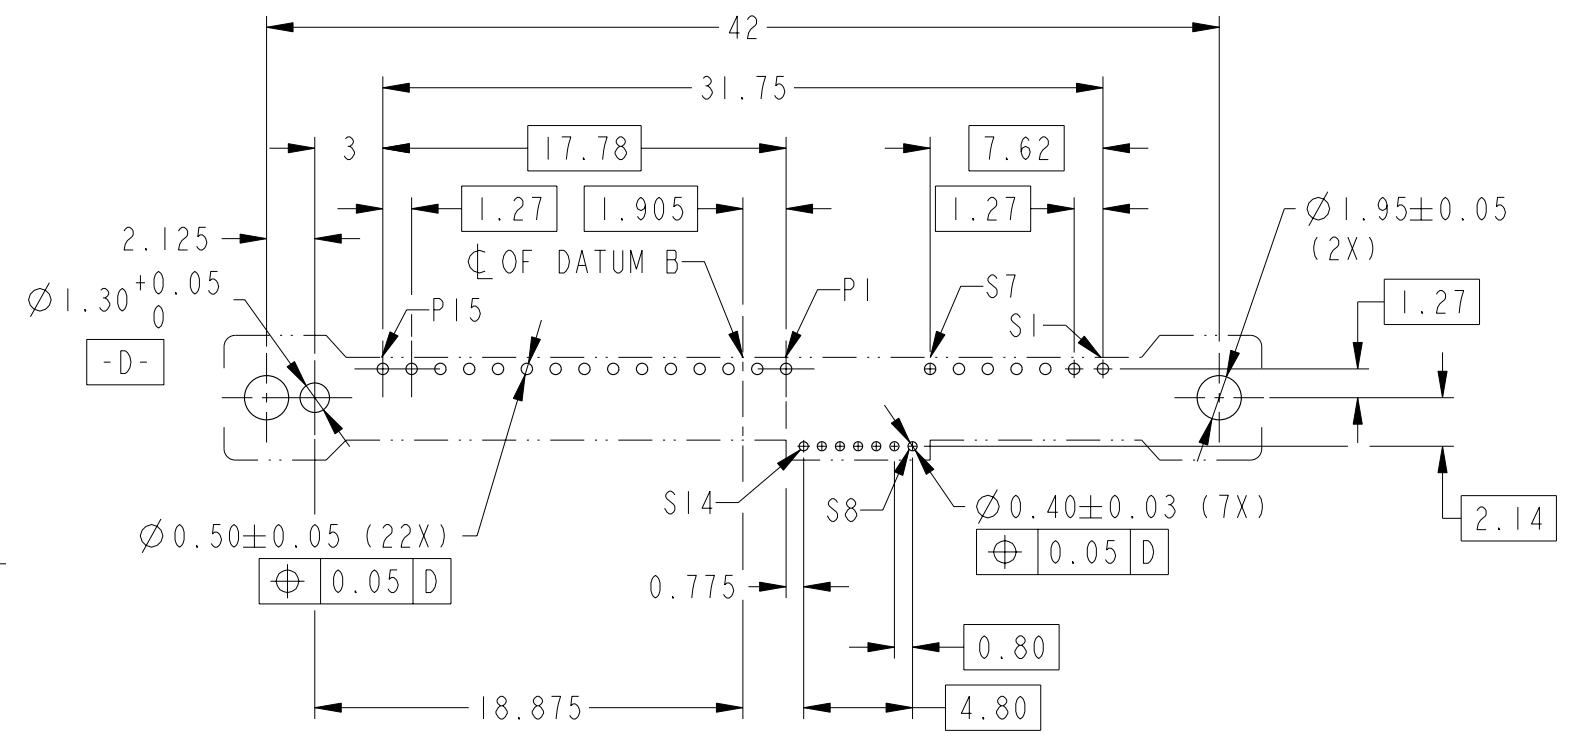 42
31.75
3
17.78
7.62
1.27
1.905
1.27
Ø1.95±0.05
(2X)
2.125
℄ OF DATUM B
Ø1.30 +0.05
0
P15
P1
S7
S1
1.27
-D-
S14
S8
Ø0.40±0.03 (7X)
⌖ 0.05 D
2.14
Ø0.50±0.05 (22X)
⌖ 0.05 D
0.775
0.80
18.875
4.80